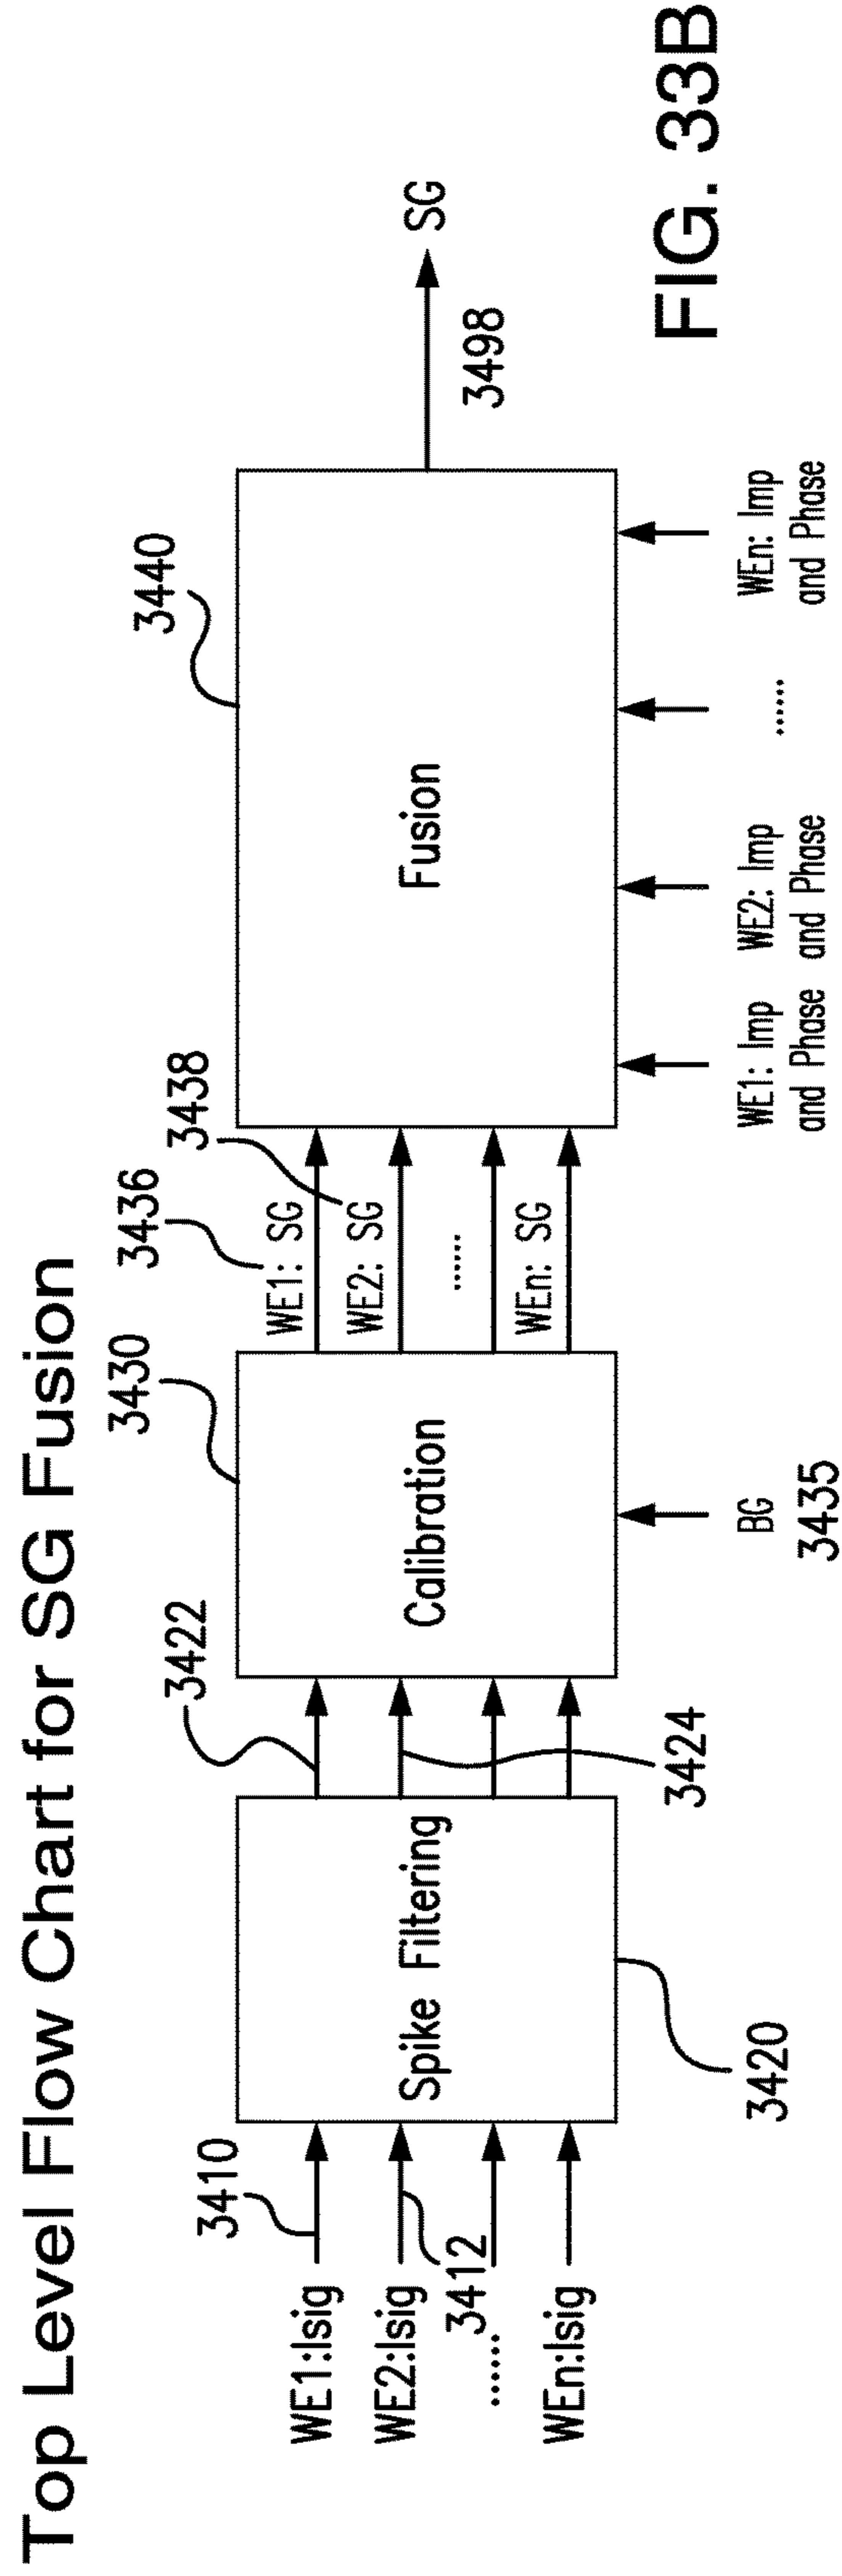 Top Level Flow Chart for SG Fusion
WE1:Isig
WE2:Isig
......
WEn:Isig
3410
3412
Spike Filtering
3420
3422
3424
Calibration
3430
BG
3435
WE1: SG
WE2: SG
......
WEn: SG
3436
3438
Fusion
3440
WE1: Imp
and Phase
WE2: Imp
and Phase
......
WEn: Imp
and Phase
SG
3498
FIG. 33B